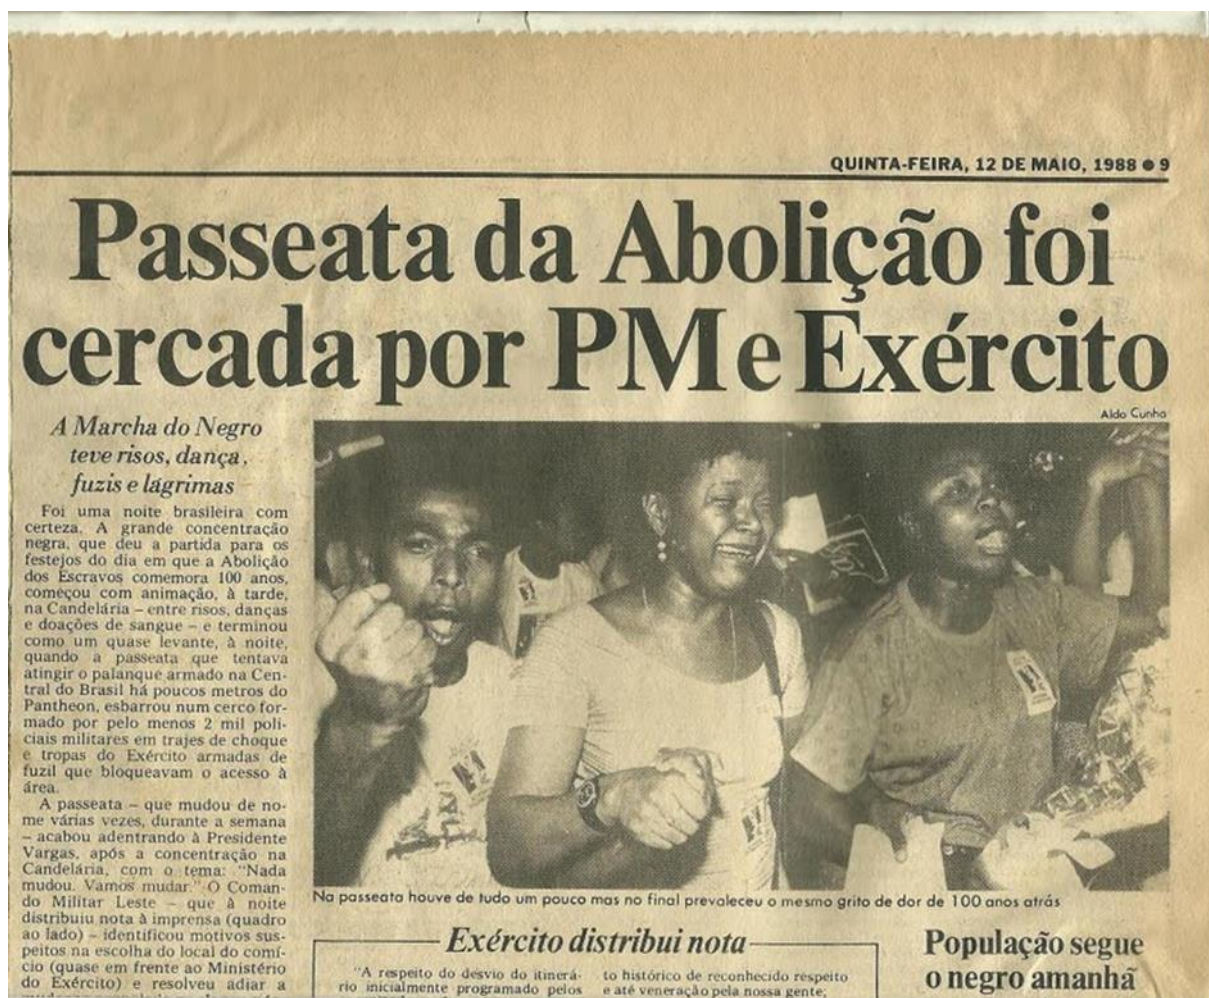 QUINTA-FEIRA, 12 DE MAIO, 1988 ● 9
Passeata da Abolição foi
cercada por PM e Exército
Aldo Cunha
A Marcha do Negro
teve risos, dança,
fuzis e lágrimas
Foi uma noite brasileira com
certeza. A grande concentração
negra, que deu a partida para os
festejos do dia em que a Abolição
dos Escravos comemora 100 anos,
começou com animação, à tarde,
na Candelária – entre risos, danças
e doações de sangue – e terminou
como um quase levante, à noite,
quando a passeata que tentava
atingir o palanque armado na Cen-
tral do Brasil há poucos metros do
Pantheon, esbarrou num cerco for-
mado por pelo menos 2 mil poli-
ciais militares em trajes de choque
e tropas do Exército armadas de
fuzil que bloqueavam o acesso à
área.
A passeata – que mudou de no-
me várias vezes, durante a semana
– acabou adentrando à Presidente
Vargas, após a concentração na
Candelária, com o tema: "Nada
mudou. Vamos mudar." O Coman-
do Militar Leste – que à noite
distribuiu nota à imprensa (quadro
ao lado) – identificou motivos sus-
peitos na escolha do local do comí-
cio (quase em frente ao Ministério
do Exército) e resolveu adiar a
Na passeata houve de tudo um pouco mas no final prevaleceu o mesmo grito de dor de 100 anos atrás
Exército distribui nota
"A respeito do desvio do itinerá-
rio inicialmente programado pelos
to histórico de reconhecido respeito
e até veneração pela nossa gente;
População segue
o negro amanhã